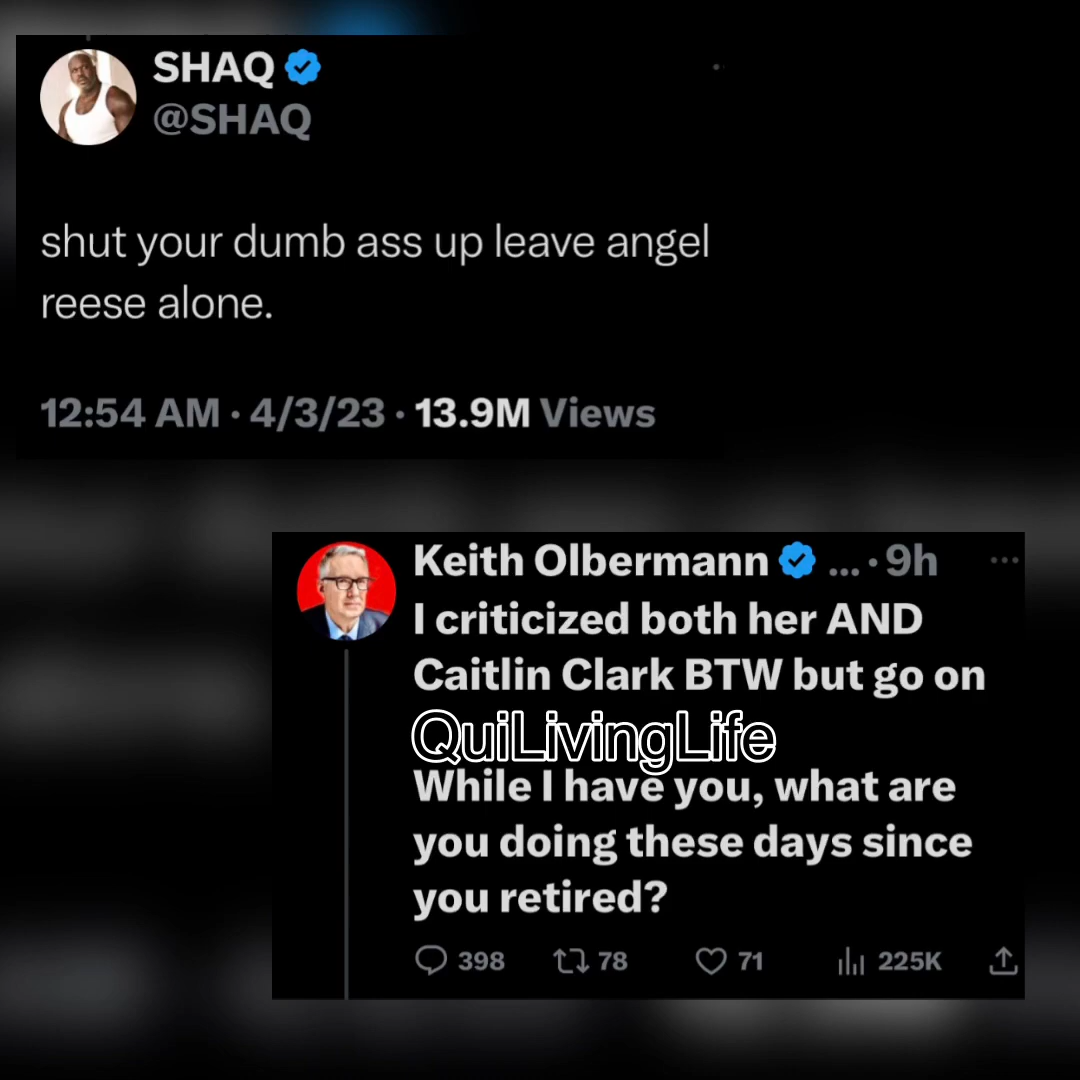 SHAQ
@SHAQ
shut your dumb ass up leave angel
reese alone.
12:54 AM · 4/3/23 · 13.9M Views
Keith Olbermann ... · 9h ...
I criticized both her AND
Caitlin Clark BTW but go on
QuiLivingLife
While I have you, what are
you doing these days since
you retired?
398 78 71 225K